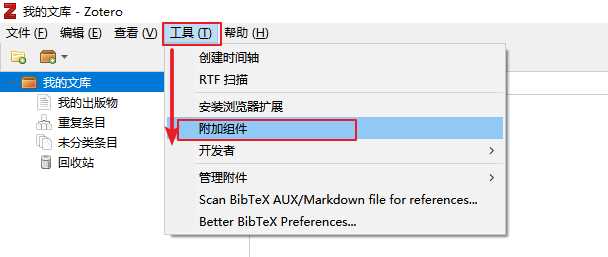 我的文库 - Zotero
文件 (F) 编辑 (E) 查看 (V) 工具 (T) 帮助 (H)
创建时间轴
RTF 扫描
我的文库
我的出版物
安装浏览器扩展
重复条目
附加组件
未分类条目
开发者
回收站
管理附件
Scan BibTeX AUX/Markdown file for references...
Better BibTeX Preferences...